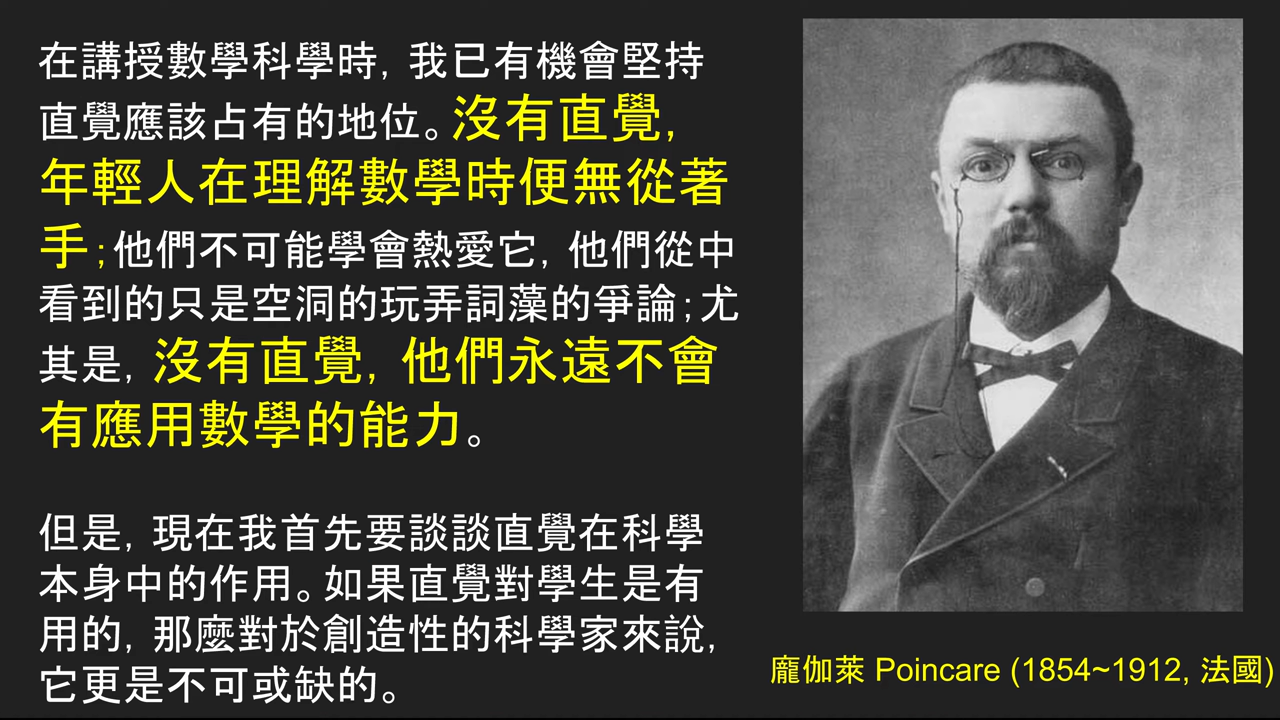 在講授數學科學時, 我已有機會堅持
直覺應該占有的地位。沒有直覺,
年輕人在理解數學時便無從著
手;他們不可能學會熱愛它, 他們從中
看到的只是空洞的玩弄詞藻的爭論;尤
其是, 沒有直覺, 他們永遠不會
有應用數學的能力。
但是, 現在我首先要談談直覺在科學
本身中的作用。如果直覺對學生是有
用的, 那麼對於創造性的科學家來說,
它更是不可或缺的。
龐伽萊 Poincare (1854~1912, 法國)